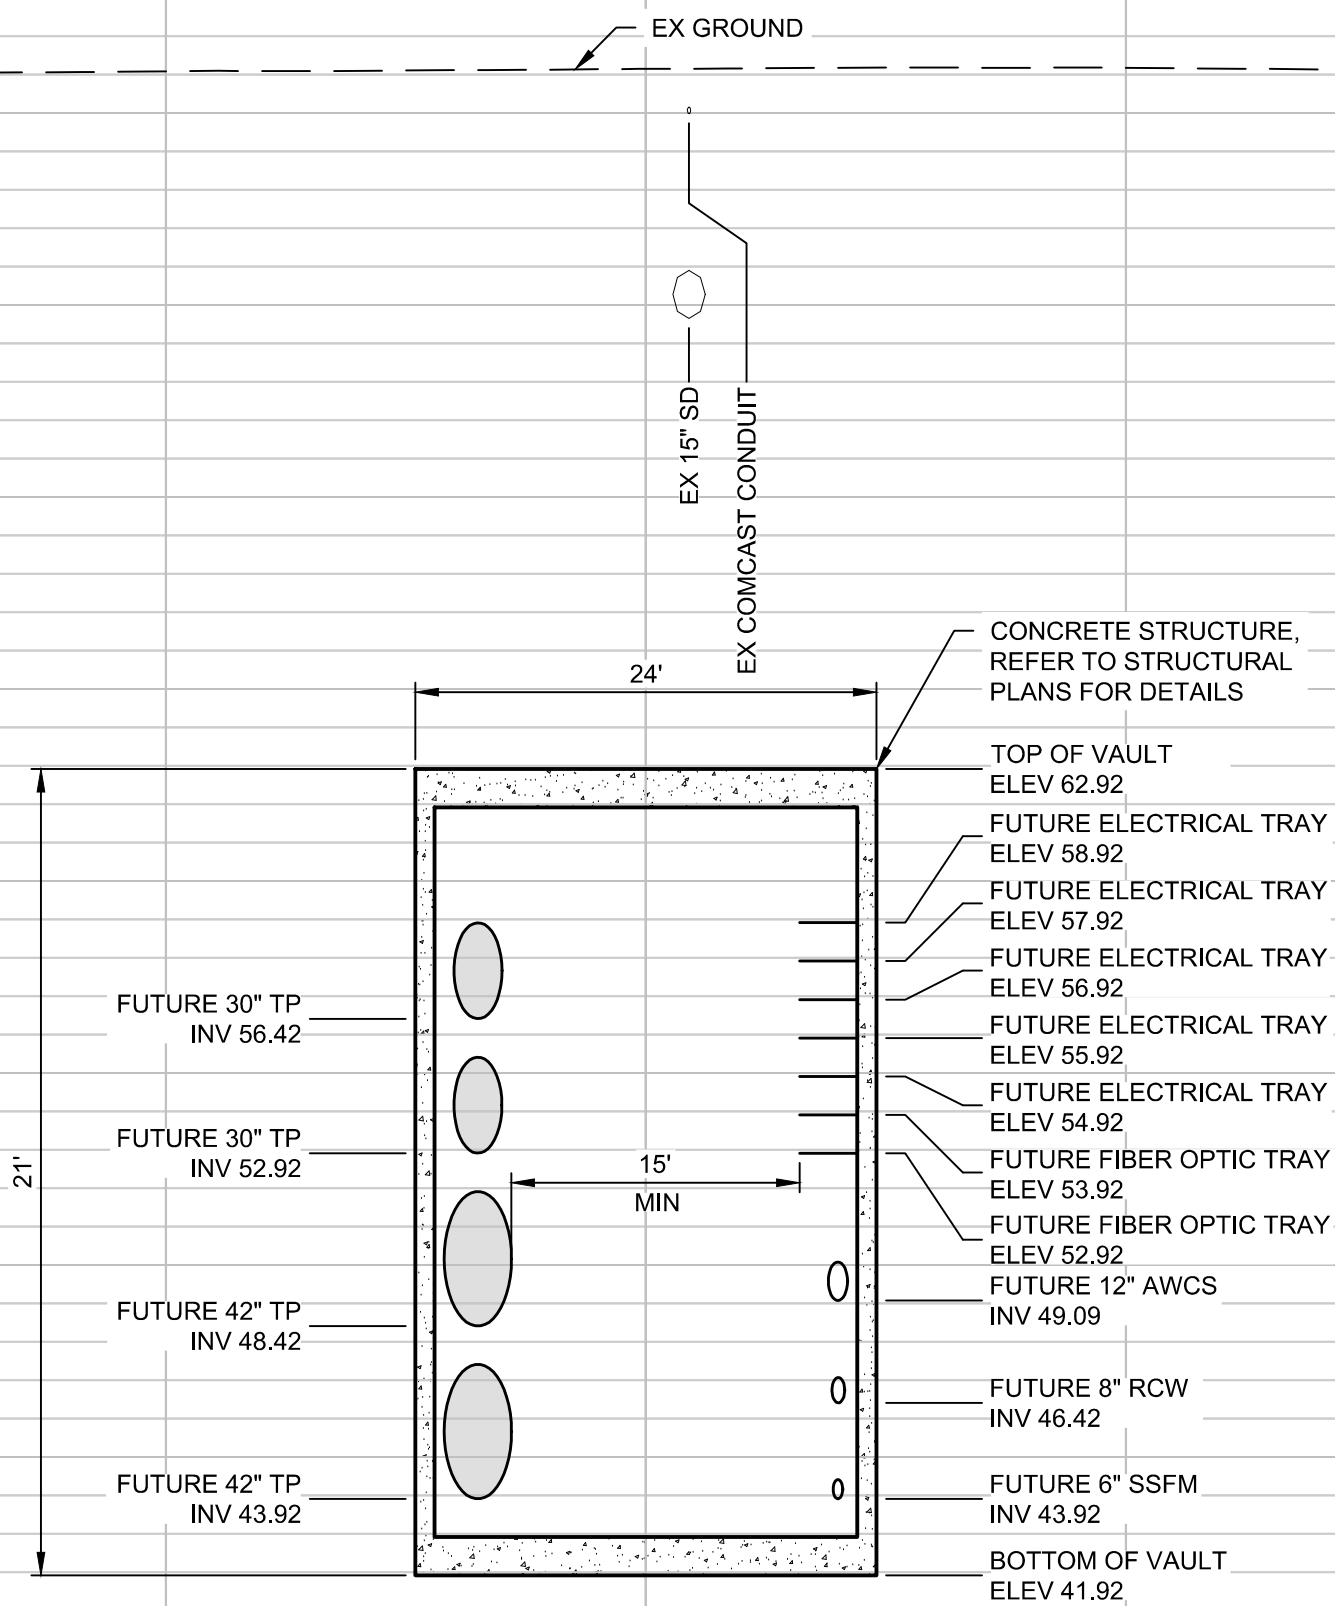 EX GROUND
EX 15" SD
EX COMCAST CONDUIT
CONCRETE STRUCTURE,
REFER TO STRUCTURAL
PLANS FOR DETAILS
24'
TOP OF VAULT
ELEV 62.92
FUTURE ELECTRICAL TRAY
ELEV 58.92
FUTURE ELECTRICAL TRAY
ELEV 57.92
FUTURE ELECTRICAL TRAY
ELEV 56.92
FUTURE ELECTRICAL TRAY
ELEV 55.92
FUTURE ELECTRICAL TRAY
ELEV 54.92
FUTURE FIBER OPTIC TRAY
ELEV 53.92
FUTURE FIBER OPTIC TRAY
ELEV 52.92
FUTURE 12" AWCS
INV 49.09
FUTURE 8" RCW
INV 46.42
FUTURE 6" SSFM
INV 43.92
BOTTOM OF VAULT
ELEV 41.92
FUTURE 30" TP
INV 56.42
FUTURE 30" TP
INV 52.92
21'
15'
MIN
FUTURE 42" TP
INV 48.42
FUTURE 42" TP
INV 43.92